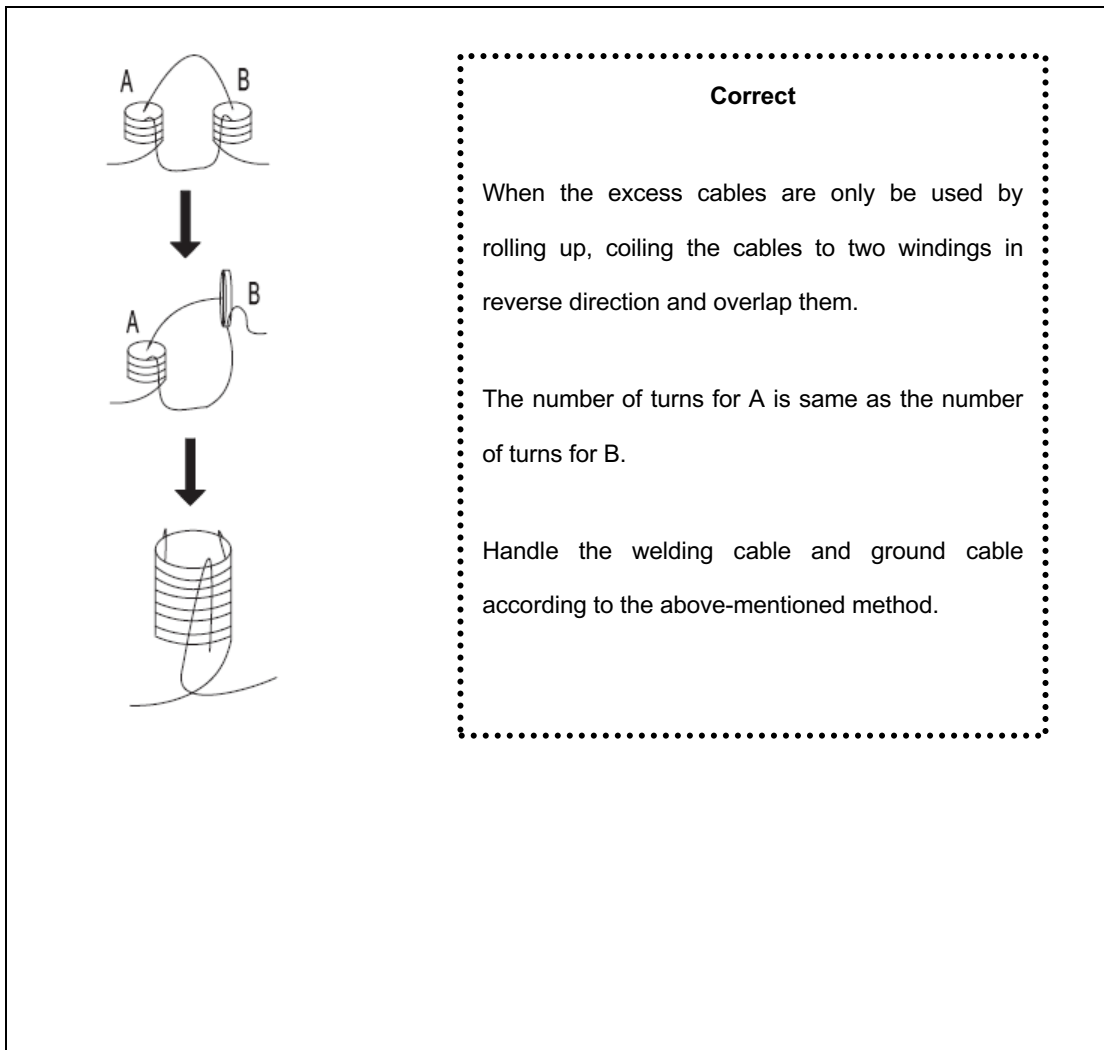 A B
Correct
When the excess cables are only be used by
rolling up, coiling the cables to two windings in
reverse direction and overlap them.
B
A
The number of turns for A is same as the number
of turns for B.
Handle the welding cable and ground cable
according to the above-mentioned method.